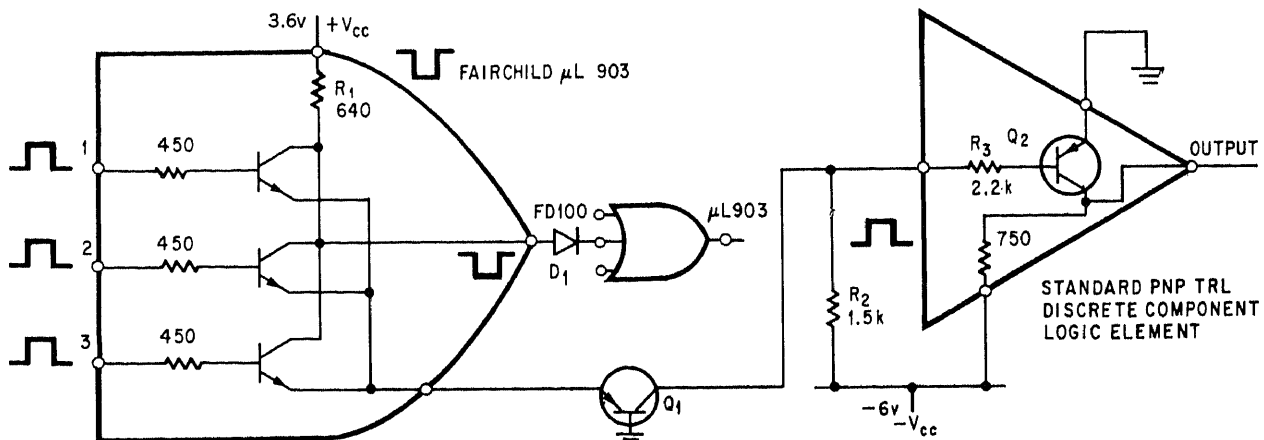 3.6v
+Vcc
FAIRCHILD µL 903
R1
640
1
450
2
450
3
450
FD100
D1
µL903
Q1
R2
1.5k
R3
2.2k
Q2
OUTPUT
750
STANDARD PNP TRL
DISCRETE COMPONENT
LOGIC ELEMENT
-6v
-Vcc